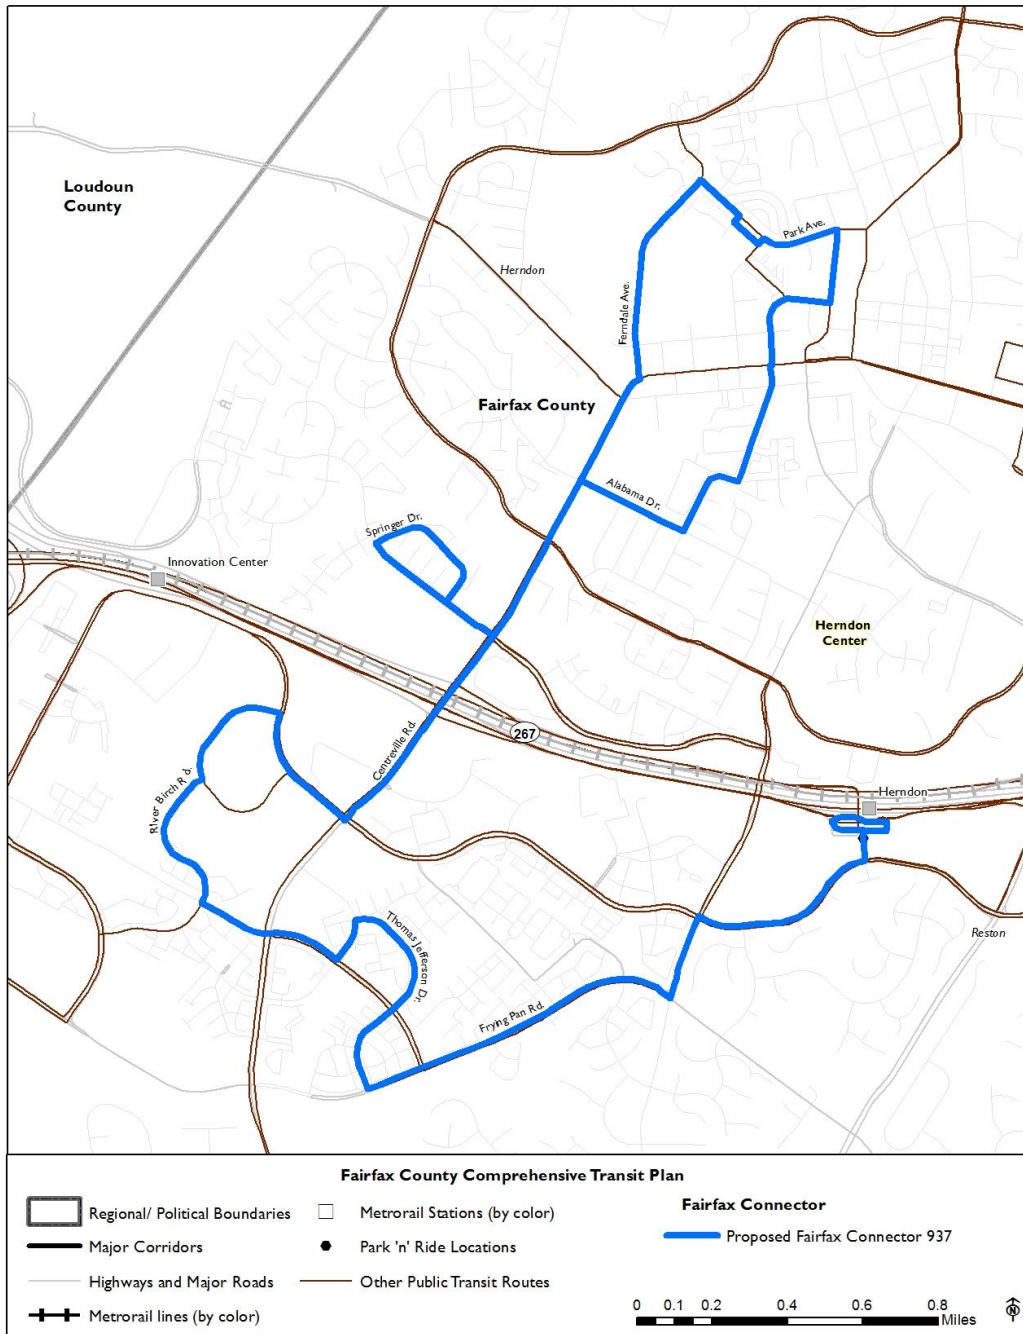 Loudoun
County
Park Ave.
Herndon
Ferndale Ave.
Fairfax County
Alabama Dr.
Springer Dr.
Innovation Center
Herndon
Center
Centreville Rd.
267
River Birch Rd.
Herndon
Thomas Jefferson Dr.
Reston
Frying Pan Rd.
Fairfax County Comprehensive Transit Plan
Regional/ Political Boundaries
Major Corridors
Highways and Major Roads
Metrorail lines (by color)
Metrorail Stations (by color)
Park 'n' Ride Locations
Other Public Transit Routes
Fairfax Connector
Proposed Fairfax Connector 937
0 0.1 0.2 0.4 0.6 0.8
Miles
N